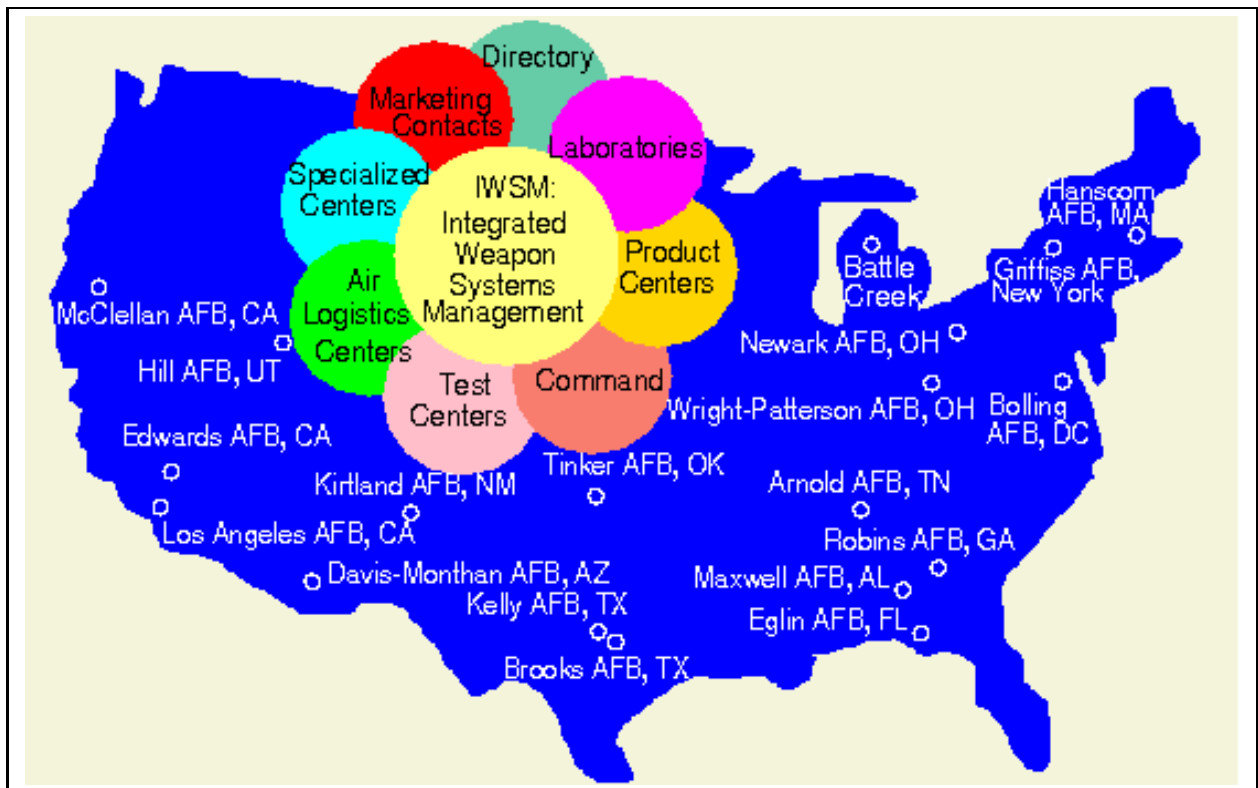 Directory
Marketing
Contacts
Laboratories
Specialized
Centers
IWSM:
Integrated
Weapon
Systems
Management
Product
Centers
Air
Logistics
Centers
Test
Centers
Command
Hanscom
AFB, MA
Battle
Creek
Griffiss AFB,
New York
McClellan AFB, CA
Hill AFB, UT
Newark AFB, OH
Wright-Patterson AFB, OH
Bolling
AFB, DC
Edwards AFB, CA
Kirtland AFB, NM
Tinker AFB, OK
Arnold AFB, TN
Los Angeles AFB, CA
Robins AFB, GA
Davis-Monthan AFB, AZ
Maxwell AFB, AL
Kelly AFB, TX
Eglin AFB, FL
Brooks AFB, TX